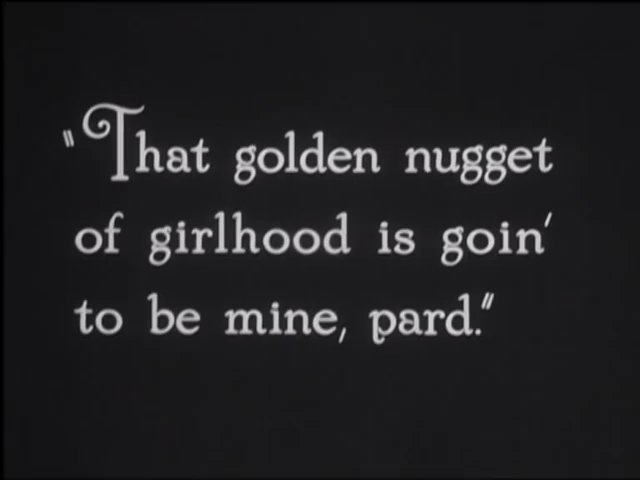 "That golden nugget
of girlhood is goin'
to be mine, pard."